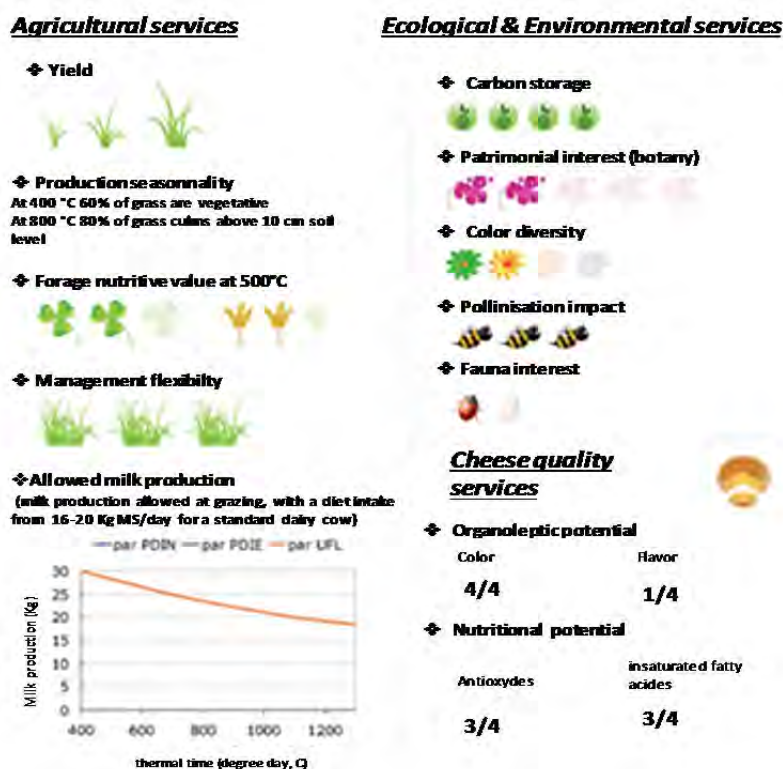 Agricultural services
❖ Yield
❖ Production seasonnality
At 400 °C 60% of grass are vegetative
At 800 °C 80% of grass culms above 10 cm soil
level
❖ Forage nutritive value at 500°C
❖ Management flexibilty
❖Allowed milk production
(milk production allowed at grazing, with a diet intake
from 16-20 Kg MS/day for a standard dairy cow)
par PDIN par PDIE par UFL
Milk production (Kg)
30
25
20
15
10
5
0
400 600 800 1000 1200
thermal time (degree day, C)
Ecological & Environmental services
❖ Carbon storage
❖ Patrimonial interest (botany)
❖ Color diversity
❖ Pollinisation impact
❖ Fauna interest
Cheese quality
services
❖ Organoleptic potential
Color Flavor
4/4 1/4
❖ Nutritional potential
Antioxydes insaturated fatty
acides
3/4 3/4